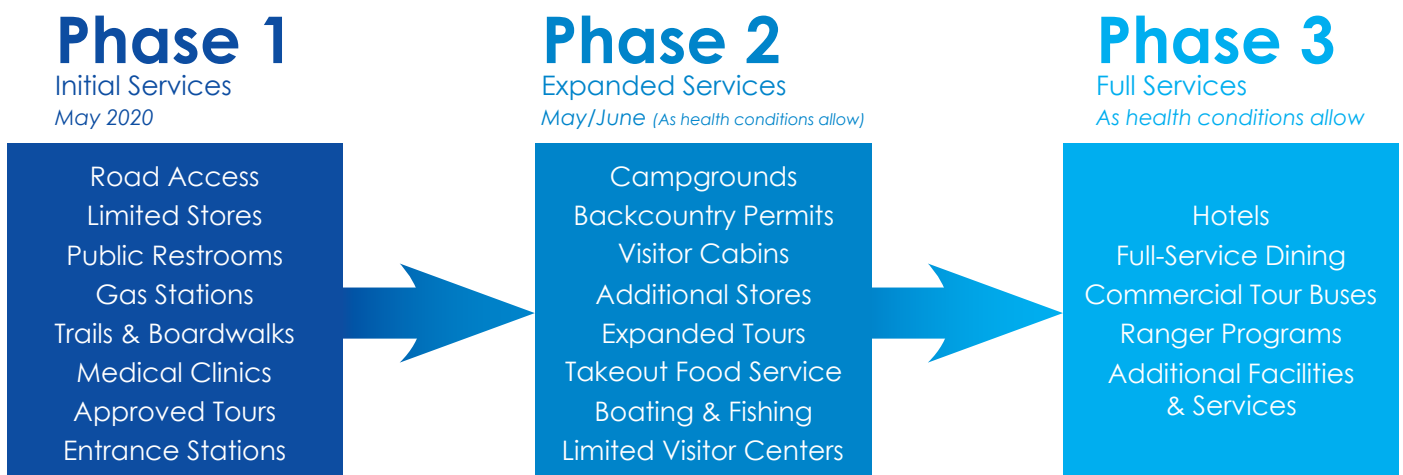 Phase 1
Initial Services
May 2020
Road Access
Limited Stores
Public Restrooms
Gas Stations
Trails & Boardwalks
Medical Clinics
Approved Tours
Entrance Stations
Phase 2
Expanded Services
May/June (As health conditions allow)
Campgrounds
Backcountry Permits
Visitor Cabins
Additional Stores
Expanded Tours
Takeout Food Service
Boating & Fishing
Limited Visitor Centers
Phase 3
Full Services
As health conditions allow
Hotels
Full-Service Dining
Commercial Tour Buses
Ranger Programs
Additional Facilities
& Services